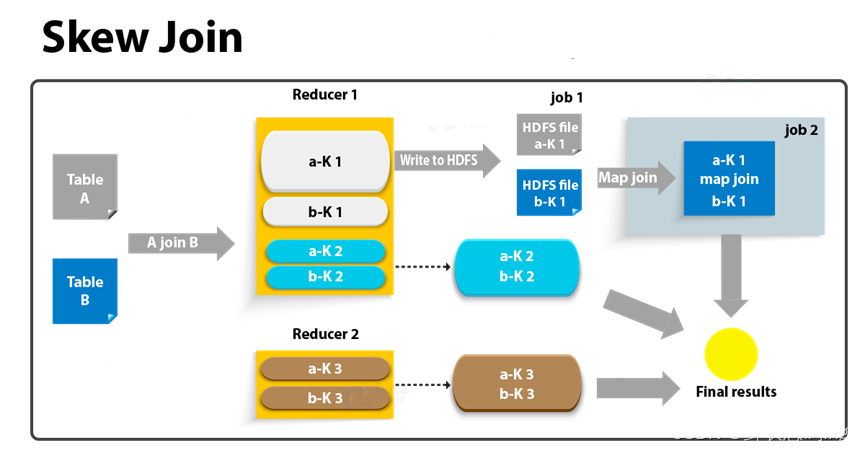 Skew Join
Reducer 1
job 1
job 2
Table
A
Table
B
A join B
a-K 1
b-K 1
a-K 2
b-K 2
Write to HDFS
HDFS file
a-K 1
HDFS file
b-K 1
Map join
a-K 1
map join
b-K 1
a-K 2
b-K 2
Reducer 2
a-K 3
b-K 3
a-K 3
b-K 3
Final results